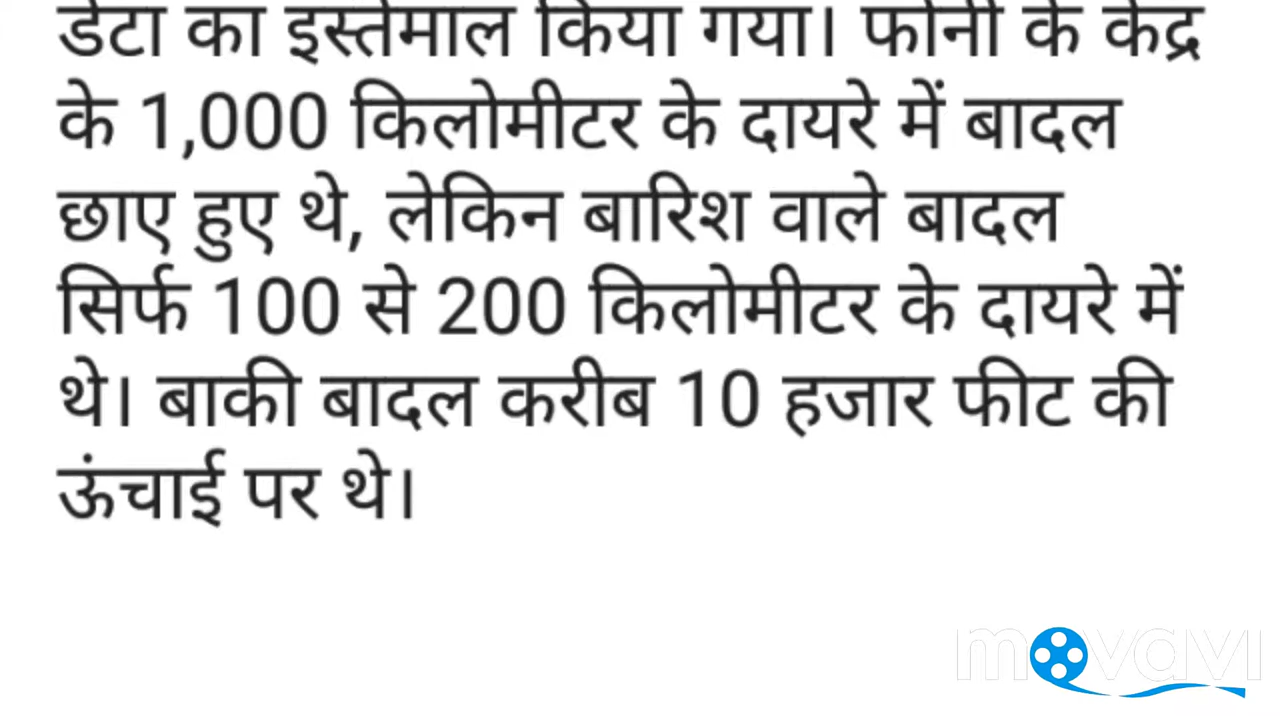 डेटा का इस्तेमाल किया गया। फोनी के केंद्र
के 1,000 किलोमीटर के दायरे में बादल
छाए हुए थे, लेकिन बारिश वाले बादल
सिर्फ 100 से 200 किलोमीटर के दायरे में
थे। बाकी बादल करीब 10 हजार फीट की
ऊंचाई पर थे।
movavi